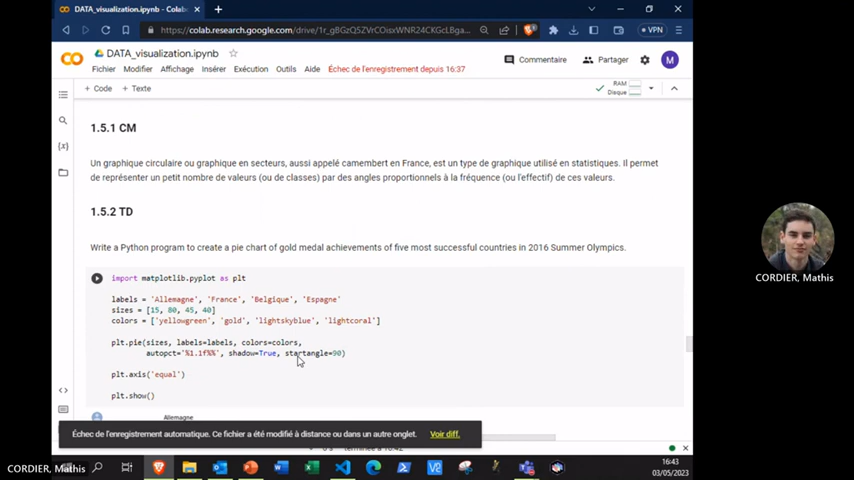 DATA_visualization.ipynb - Colab
https://colab.research.google.com/drive/1r_gBGzQ5ZVrCOisxWNR24CKGcLBga...
VPN
DATA_visualization.ipynb
Fichier Modifier Affichage Insérer Exécution Outils Aide Échec de l'enregistrement depuis 16:37
Commentaire Partager M
+ Code + Texte
RAM
Disque
1.5.1 CM
Un graphique circulaire ou graphique en secteurs, aussi appelé camembert en France, est un type de graphique utilisé en statistiques. Il permet
de représenter un petit nombre de valeurs (ou de classes) par des angles proportionnels à la fréquence (ou l'effectif) de ces valeurs.
1.5.2 TD
Write a Python program to create a pie chart of gold medal achievements of five most successful countries in 2016 Summer Olympics.
import matplotlib.pyplot as plt
labels = 'Allemagne', 'France', 'Belgique', 'Espagne'
sizes = [15, 80, 45, 40]
colors = ['yellowgreen', 'gold', 'lightskyblue', 'lightcoral']
plt.pie(sizes, labels=labels, colors=colors,
autopct='%1.1f%%', shadow=True, startangle=90)
plt.axis('equal')
plt.show()
Allemagne
Échec de l'enregistrement automatique. Ce fichier a été modifié à distance ou dans un autre onglet. Voir diff.
CORDIER, Mathis
CORDIER, Mathis
16:43
03/05/2023